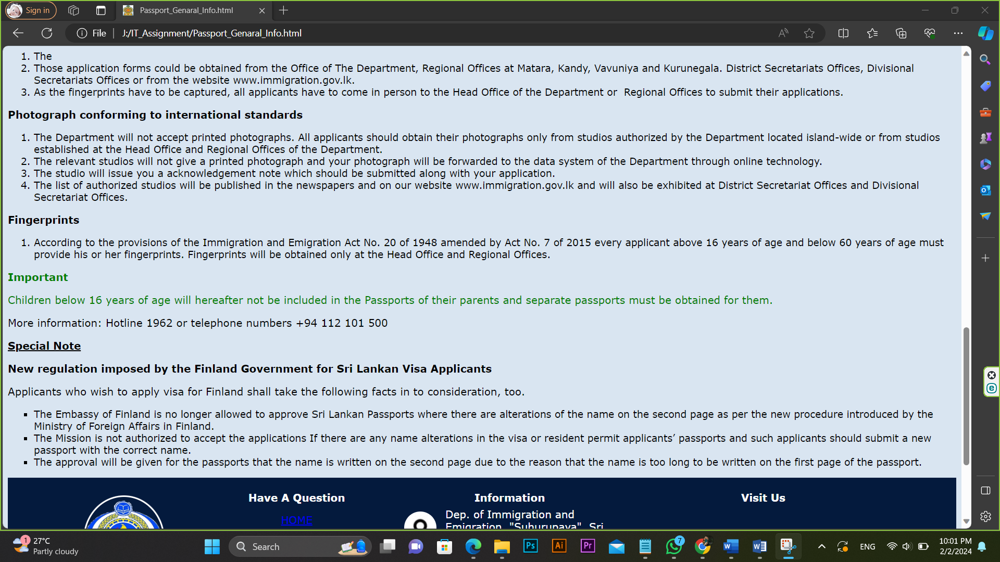 Sign in
Passport_Genaral_Info.html
File
J:/IT_Assignment/Passport_Genaral_Info.html
1. The
2. Those application forms could be obtained from the Office of The Department, Regional Offices at Matara, Kandy, Vavuniya and Kurunegala. District Secretariats Offices, Divisional
Secretariats Offices or from the website www.immigration.gov.lk.
3. As the fingerprints have to be captured, all applicants have to come in person to the Head Office of the Department or  Regional Offices to submit their applications.
Photograph conforming to international standards
1. The Department will not accept printed photographs. All applicants should obtain their photographs only from studios authorized by the Department located island-wide or from studios
established at the Head Office and Regional Offices of the Department.
2. The relevant studios will not give a printed photograph and your photograph will be forwarded to the data system of the Department through online technology.
3. The studio will issue you a acknowledgement note which should be submitted along with your application.
4. The list of authorized studios will be published in the newspapers and on our website www.immigration.gov.lk and will also be exhibited at District Secretariat Offices and Divisional
Secretariat Offices.
Fingerprints
1. According to the provisions of the Immigration and Emigration Act No. 20 of 1948 amended by Act No. 7 of 2015 every applicant above 16 years of age and below 60 years of age must
provide his or her fingerprints. Fingerprints will be obtained only at the Head Office and Regional Offices.
Important
Children below 16 years of age will hereafter not be included in the Passports of their parents and separate passports must be obtained for them.
More information: Hotline 1962 or telephone numbers +94 112 101 500
Special Note
New regulation imposed by the Finland Government for Sri Lankan Visa Applicants
Applicants who wish to apply visa for Finland shall take the following facts in to consideration, too.
▪ The Embassy of Finland is no longer allowed to approve Sri Lankan Passports where there are alterations of the name on the second page as per the new procedure introduced by the
Ministry of Foreign Affairs in Finland.
▪ The Mission is not authorized to accept the applications If there are any name alterations in the visa or resident permit applicants’ passports and such applicants should submit a new
passport with the correct name.
▪ The approval will be given for the passports that the name is written on the second page due to the reason that the name is too long to be written on the first page of the passport.
Have A Question
Information
Visit Us
HOME
Dep. of Immigration and
Emigration, "Suhurupaya", Sri
1
27°C
Partly cloudy
Search
Ps
Ai
Pr
7
ENG
10:01 PM
2/2/2024